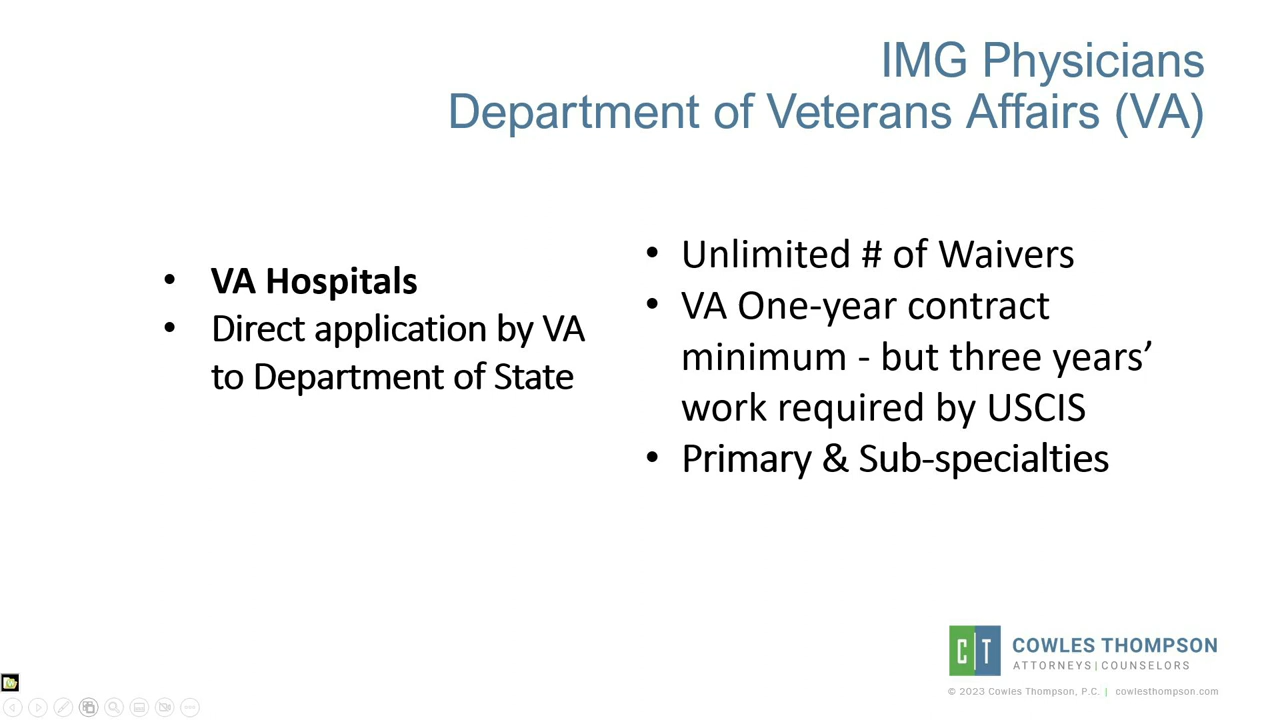 IMG Physicians
Department of Veterans Affairs (VA)
• VA Hospitals
• Direct application by VA
to Department of State
• Unlimited # of Waivers
• VA One-year contract
minimum - but three years’
work required by USCIS
• Primary & Sub-specialties
CT
COWLES THOMPSON
ATTORNEYS|COUNSELORS
© 2023 Cowles Thompson, P.C. | cowlesthompson.com